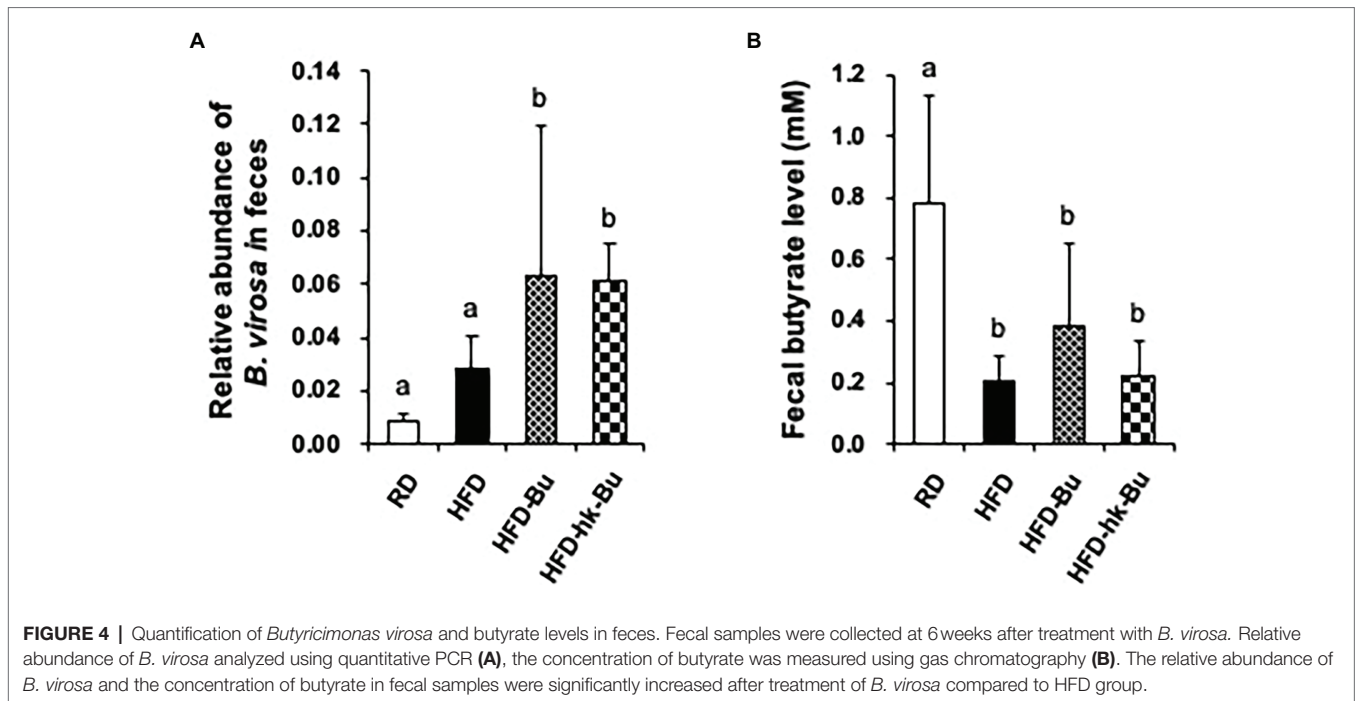 A
Relative abundance of
B. virosa in feces
0.14
0.12
0.10
0.08
0.06
0.04
0.02
0.00
a
a
b
b
RD
HFD
HFD-Bu
HFD-hk-Bu
B
Fecal butyrate level (mM)
1.2
1.0
0.8
0.6
0.4
0.2
0.0
a
b
b
b
RD
HFD
HFD-Bu
HFD-hk-Bu
FIGURE 4 | Quantification of Butyricimonas virosa and butyrate levels in feces. Fecal samples were collected at 6 weeks after treatment with B. virosa. Relative
abundance of B. virosa analyzed using quantitative PCR (A), the concentration of butyrate was measured using gas chromatography (B). The relative abundance of
B. virosa and the concentration of butyrate in fecal samples were significantly increased after treatment of B. virosa compared to HFD group.